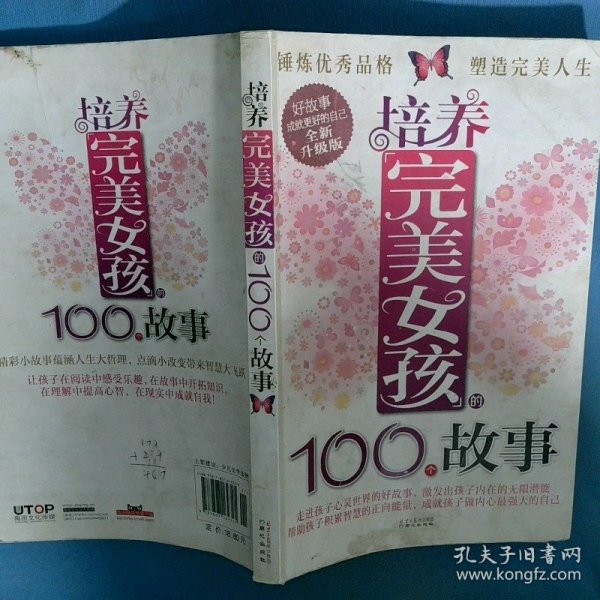 锤炼优秀品格
塑造完美人生
好故事
成就更好的自己
全新
升级版
培养
完美女孩
的
100个故事
走进孩子心灵世界的好故事，激发出孩子内在的无限潜能
帮助孩子积累智慧的正向能量，成就孩子做内心最强大的自己
培养完美女孩的100个故事
培养
完美女孩
的
100个故事
精彩小故事蕴涵人生大哲理，点滴小改变带来智慧大飞跃
让孩子在阅读中感受乐趣，在故事中开拓知识，
在理解中提高心智，在现实中成就自我！
UTOP
定价:18.80元
孔夫子旧书网
www.kongfz.com